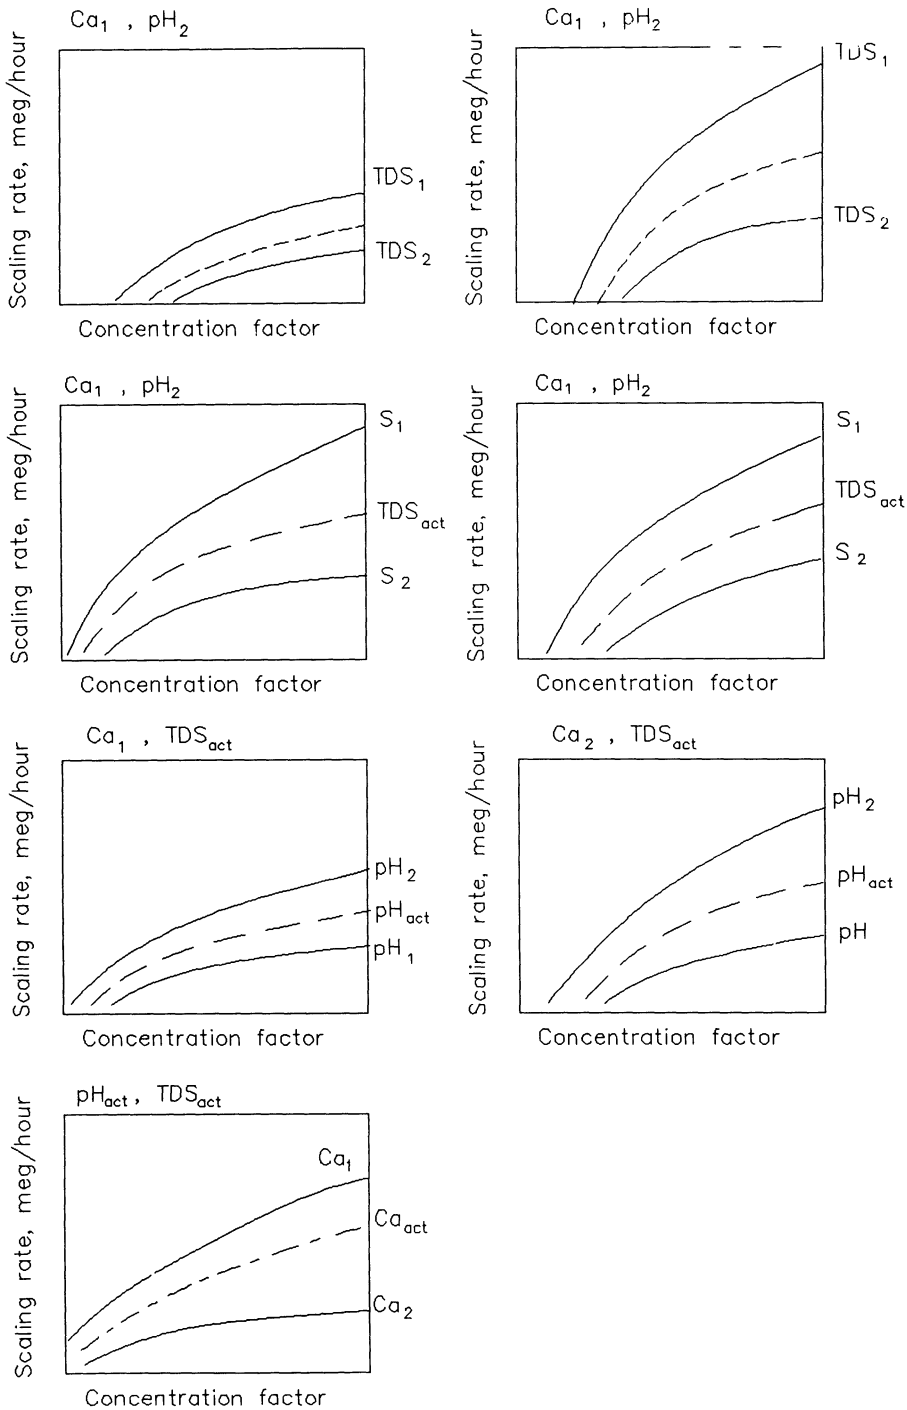 Ca1 , pH2
Scaling rate, meg/hour
TDS1
TDS2
Concentration factor
Ca1 , pH2
Scaling rate, meg/hour
TDS1
TDS2
Concentration factor
Ca1 , pH2
Scaling rate, meg/hour
S1
TDSact
S2
Concentration factor
Ca1 , pH2
Scaling rate, meg/hour
S1
TDSact
S2
Concentration factor
Ca1 , TDSact
Scaling rate, meg/hour
pH2
pHact
pH1
Concentration factor
Ca2 , TDSact
Scaling rate, meg/hour
pH2
pHact
pH
Concentration factor
pHact, TDSact
Scaling rate, meg/hour
Ca1
Caact
Ca2
Concentration factor